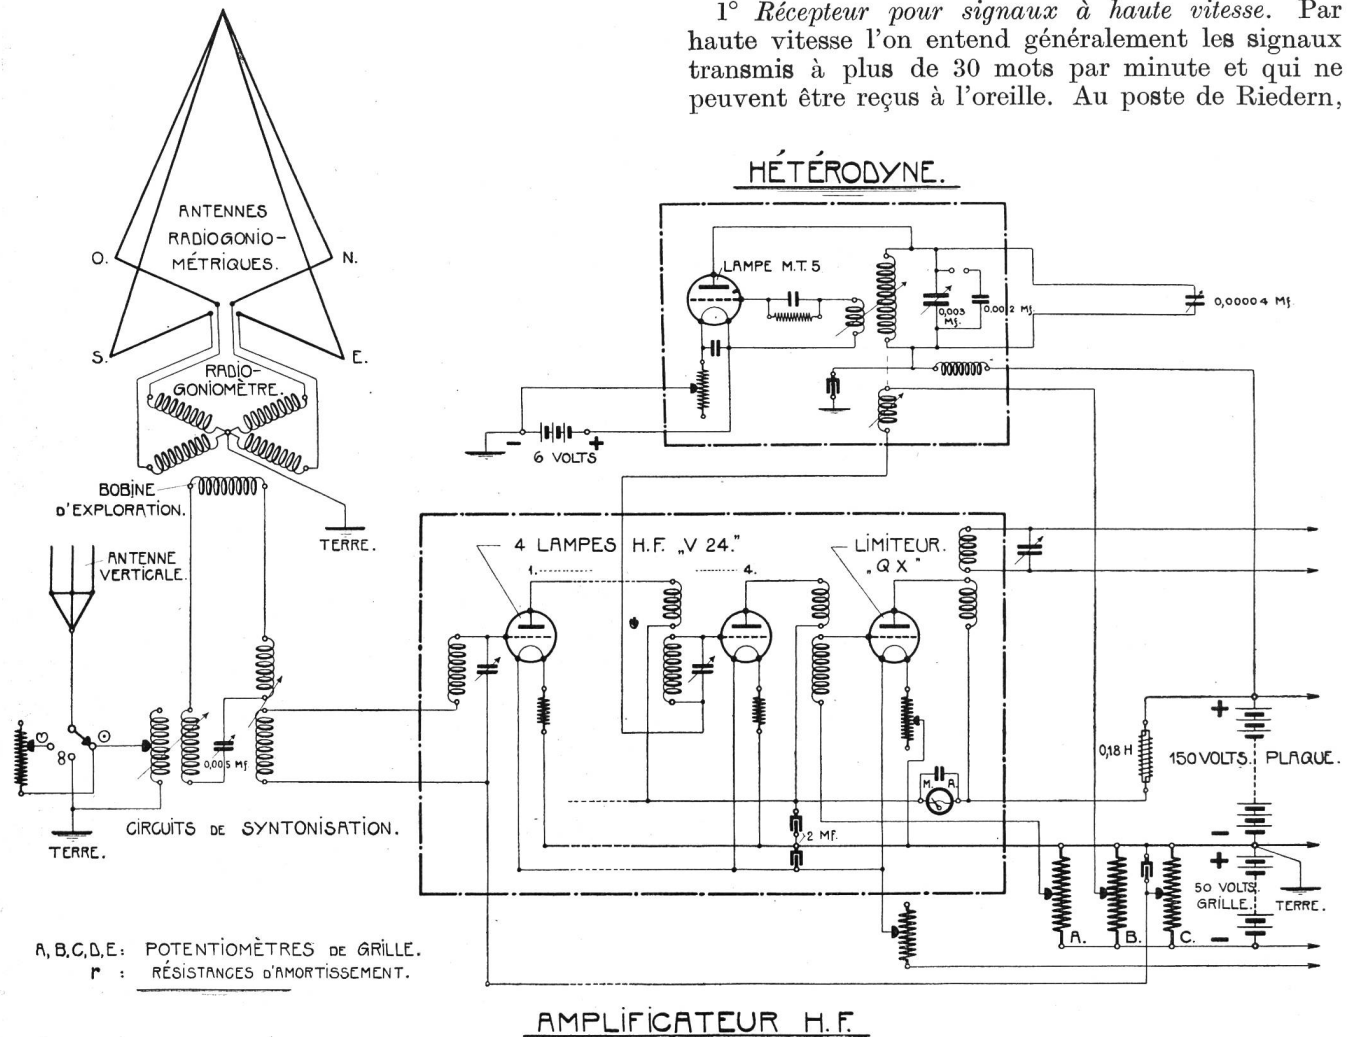 1° Récepteur pour signaux à haute vitesse. Par
haute vitesse l'on entend généralement les signaux
transmis à plus de 30 mots par minute et qui ne
peuvent être reçus à l'oreille. Au poste de Riedern,
HÉTÉRODYNE.
ANTENNES
RADIOGONIO-
MÉTRIQUES.
O.
N.
S.
E.
RADIO-
GONIOMÈTRE.
LAMPE M.T.5
0,003
Mf.
0,0012 Mf.
0,00004 Mf.
- +
6 VOLTS
BOBINE
D'EXPLORATION.
TERRE.
ANTENNE
VERTICALE.
4 LAMPES H.F. „V 24."
1. 4.
LIMITEUR.
„QX"
0,005 Mf.
CIRCUITS DE SYNTONISATION.
TERRE.
M. A.
2 MF.
0,18 H
+
150 VOLTS. PLAQUE.
-
+
50 VOLTS.
GRILLE.
-
TERRE.
A. B. C.
A, B, C, D, E: POTENTIOMÈTRES DE GRILLE.
r : RÉSISTANCES D'AMORTISSEMENT.
AMPLIFICATEUR H.F.